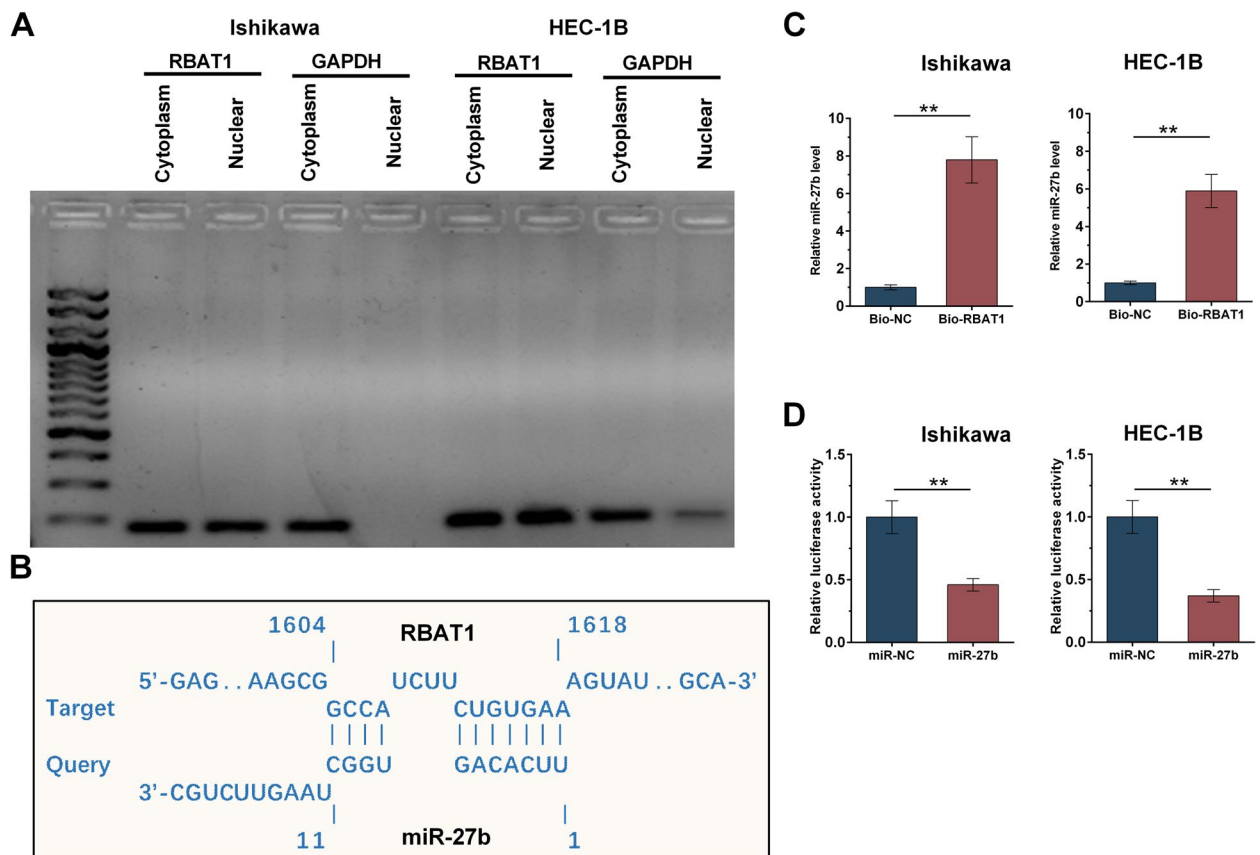 A
Ishikawa
HEC-1B
RBAT1
GAPDH
RBAT1
GAPDH
Cytoplasm
Nuclear
Cytoplasm
Nuclear
Cytoplasm
Nuclear
Cytoplasm
Nuclear
B
1604
RBAT1
1618
5’-GAG..AAGCG UCUU AGUAU..GCA-3’
Target GCCA CUGUGAA
Query CGGU GACACUU
3’-CGUCUUGAAU
11
miR-27b
1
C
Ishikawa
Relative miR-27b level
10
8
6
4
2
0
**
Bio-NC Bio-RBAT1
HEC-1B
Relative miR-27b level
10
8
6
4
2
0
**
Bio-NC Bio-RBAT1
D
Ishikawa
Relative luciferase activity
1.5
1.0
0.5
0.0
**
miR-NC miR-27b
HEC-1B
Relative luciferase activity
1.5
1.0
0.5
0.0
**
miR-NC miR-27b